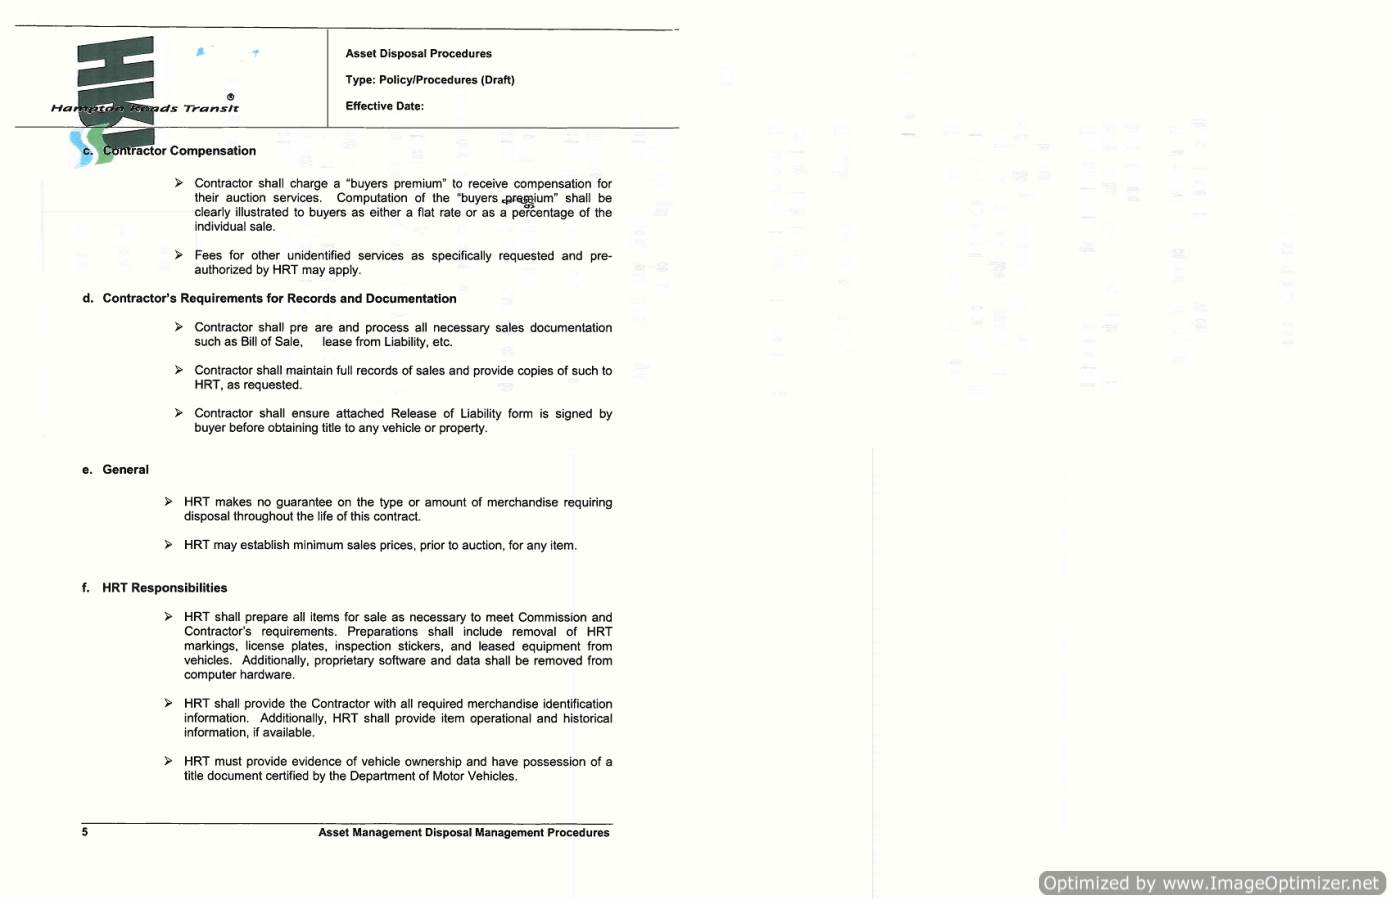 HRT
Hampton Roads Transit
®
Asset Disposal Procedures
Type: Policy/Procedures (Draft)
Effective Date:
c. Contractor Compensation
➢ Contractor shall charge a “buyers premium” to receive compensation for
their auction services. Computation of the “buyers premium” shall be
clearly illustrated to buyers as either a flat rate or as a percentage of the
individual sale.
➢ Fees for other unidentified services as specifically requested and pre-
authorized by HRT may apply.
d. Contractor’s Requirements for Records and Documentation
➢ Contractor shall pre are and process all necessary sales documentation
such as Bill of Sale, lease from Liability, etc.
➢ Contractor shall maintain full records of sales and provide copies of such to
HRT, as requested.
➢ Contractor shall ensure attached Release of Liability form is signed by
buyer before obtaining title to any vehicle or property.
e. General
➢ HRT makes no guarantee on the type or amount of merchandise requiring
disposal throughout the life of this contract.
➢ HRT may establish minimum sales prices, prior to auction, for any item.
f. HRT Responsibilities
➢ HRT shall prepare all items for sale as necessary to meet Commission and
Contractor’s requirements. Preparations shall include removal of HRT
markings, license plates, inspection stickers, and leased equipment from
vehicles. Additionally, proprietary software and data shall be removed from
computer hardware.
➢ HRT shall provide the Contractor with all required merchandise identification
information. Additionally, HRT shall provide item operational and historical
information, if available.
➢ HRT must provide evidence of vehicle ownership and have possession of a
title document certified by the Department of Motor Vehicles.
5 Asset Management Disposal Management Procedures
Optimized by www.ImageOptimizer.net